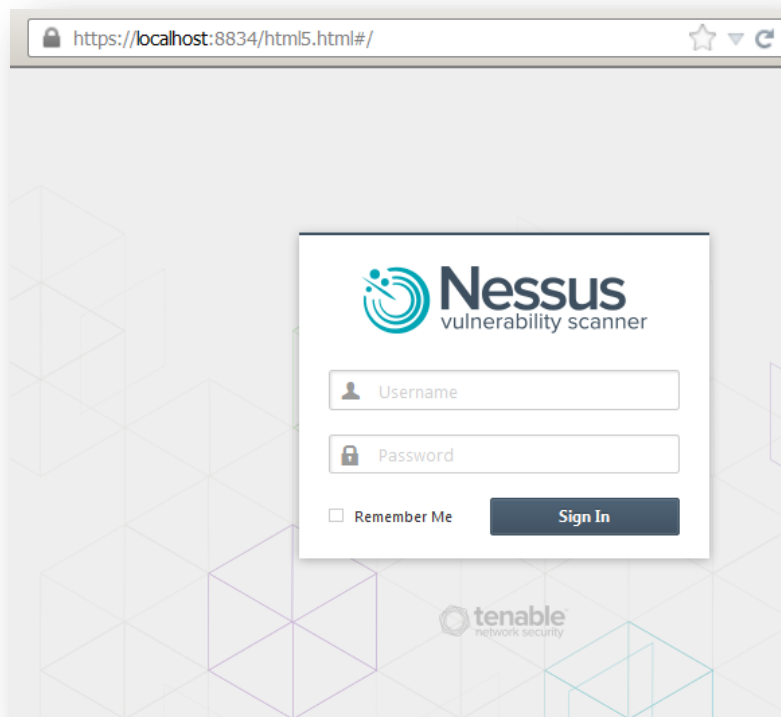 https://localhost:8834/html5.html#/
Nessus
vulnerability scanner
Username
Password
Remember Me
Sign In
tenable
network security